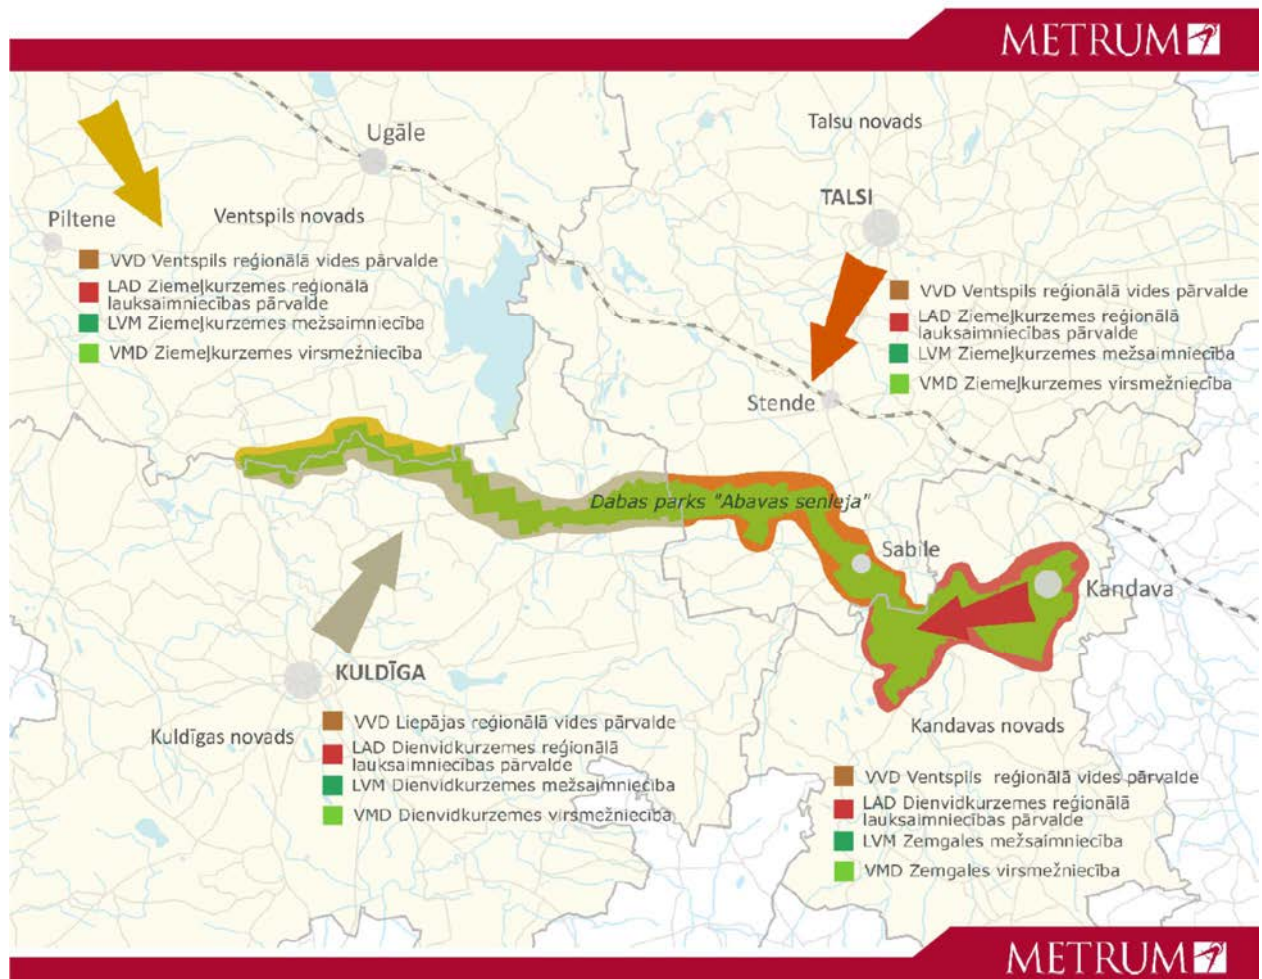 METRUM
Ugāle
Talsu novads
TALSI
Piltene
Ventspils novads
VVD Ventspils reģionālā vides pārvalde
LAD Ziemeļkurzemes reģionālā
lauksaimniecības pārvalde
LVM Ziemeļkurzemes mežsaimniecība
VMD Ziemeļkurzemes virsmežniecība
VVD Ventspils reģionālā vides pārvalde
LAD Ziemeļkurzemes reģionālā
lauksaimniecības pārvalde
LVM Ziemeļkurzemes mežsaimniecība
VMD Ziemeļkurzemes virsmežniecība
Stende
Dabas parks "Abavas senleja"
Sabile
Kandava
KULDĪGA
Kuldīgas novads
VVD Liepājas reģionālā vides pārvalde
LAD Dienvidkurzemes reģionālā
lauksaimniecības pārvalde
LVM Dienvidkurzemes mežsaimniecība
VMD Dienvidkurzemes virsmežniecība
Kandavas novads
VVD Ventspils reģionālā vides pārvalde
LAD Dienvidkurzemes reģionālā
lauksaimniecības pārvalde
LVM Zemgales mežsaimniecība
VMD Zemgales virsmežniecība
METRUM